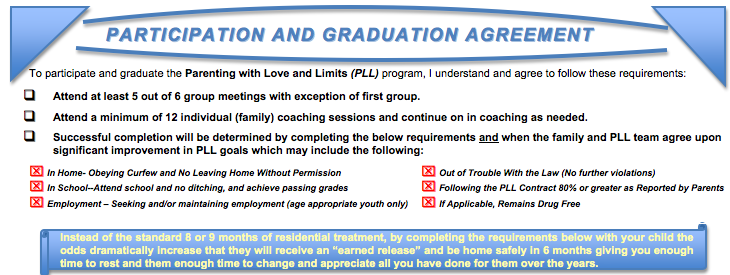 PARTICIPATION AND GRADUATION AGREEMENT
To participate and graduate the Parenting with Love and Limits (PLL) program, I understand and agree to follow these requirements:
Attend at least 5 out of 6 group meetings with exception of first group.
Attend a minimum of 12 individual (family) coaching sessions and continue on in coaching as needed.
Successful completion will be determined by completing the below requirements and when the family and PLL team agree upon
significant improvement in PLL goals which may include the following:
In Home- Obeying Curfew and No Leaving Home Without Permission
In School--Attend school and no ditching, and achieve passing grades
Employment – Seeking and/or maintaining employment (age appropriate youth only)
Out of Trouble With the Law (No further violations)
Following the PLL Contract 80% or greater as Reported by Parents
If Applicable, Remains Drug Free
Instead of the standard 8 or 9 months of residential treatment, by completing the requirements below with your child the
odds dramatically increase that they will receive an "earned release" and be home safely in 6 months giving you enough
time to rest and them enough time to change and appreciate all you have done for them over the years.